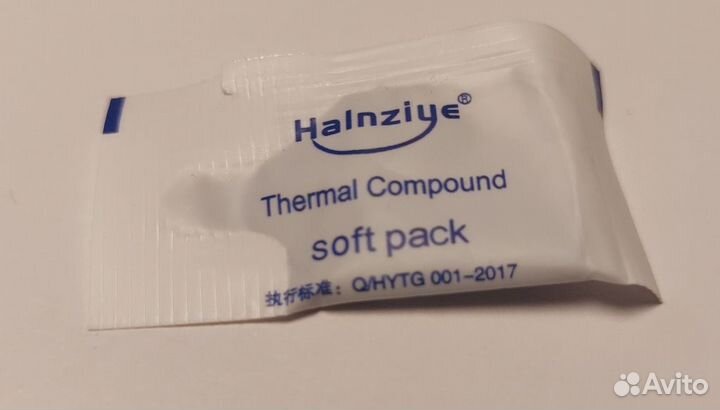 Halnziye®
Thermal Compound
soft pack
执行标准：Q/HYTG 001-2017
Avito